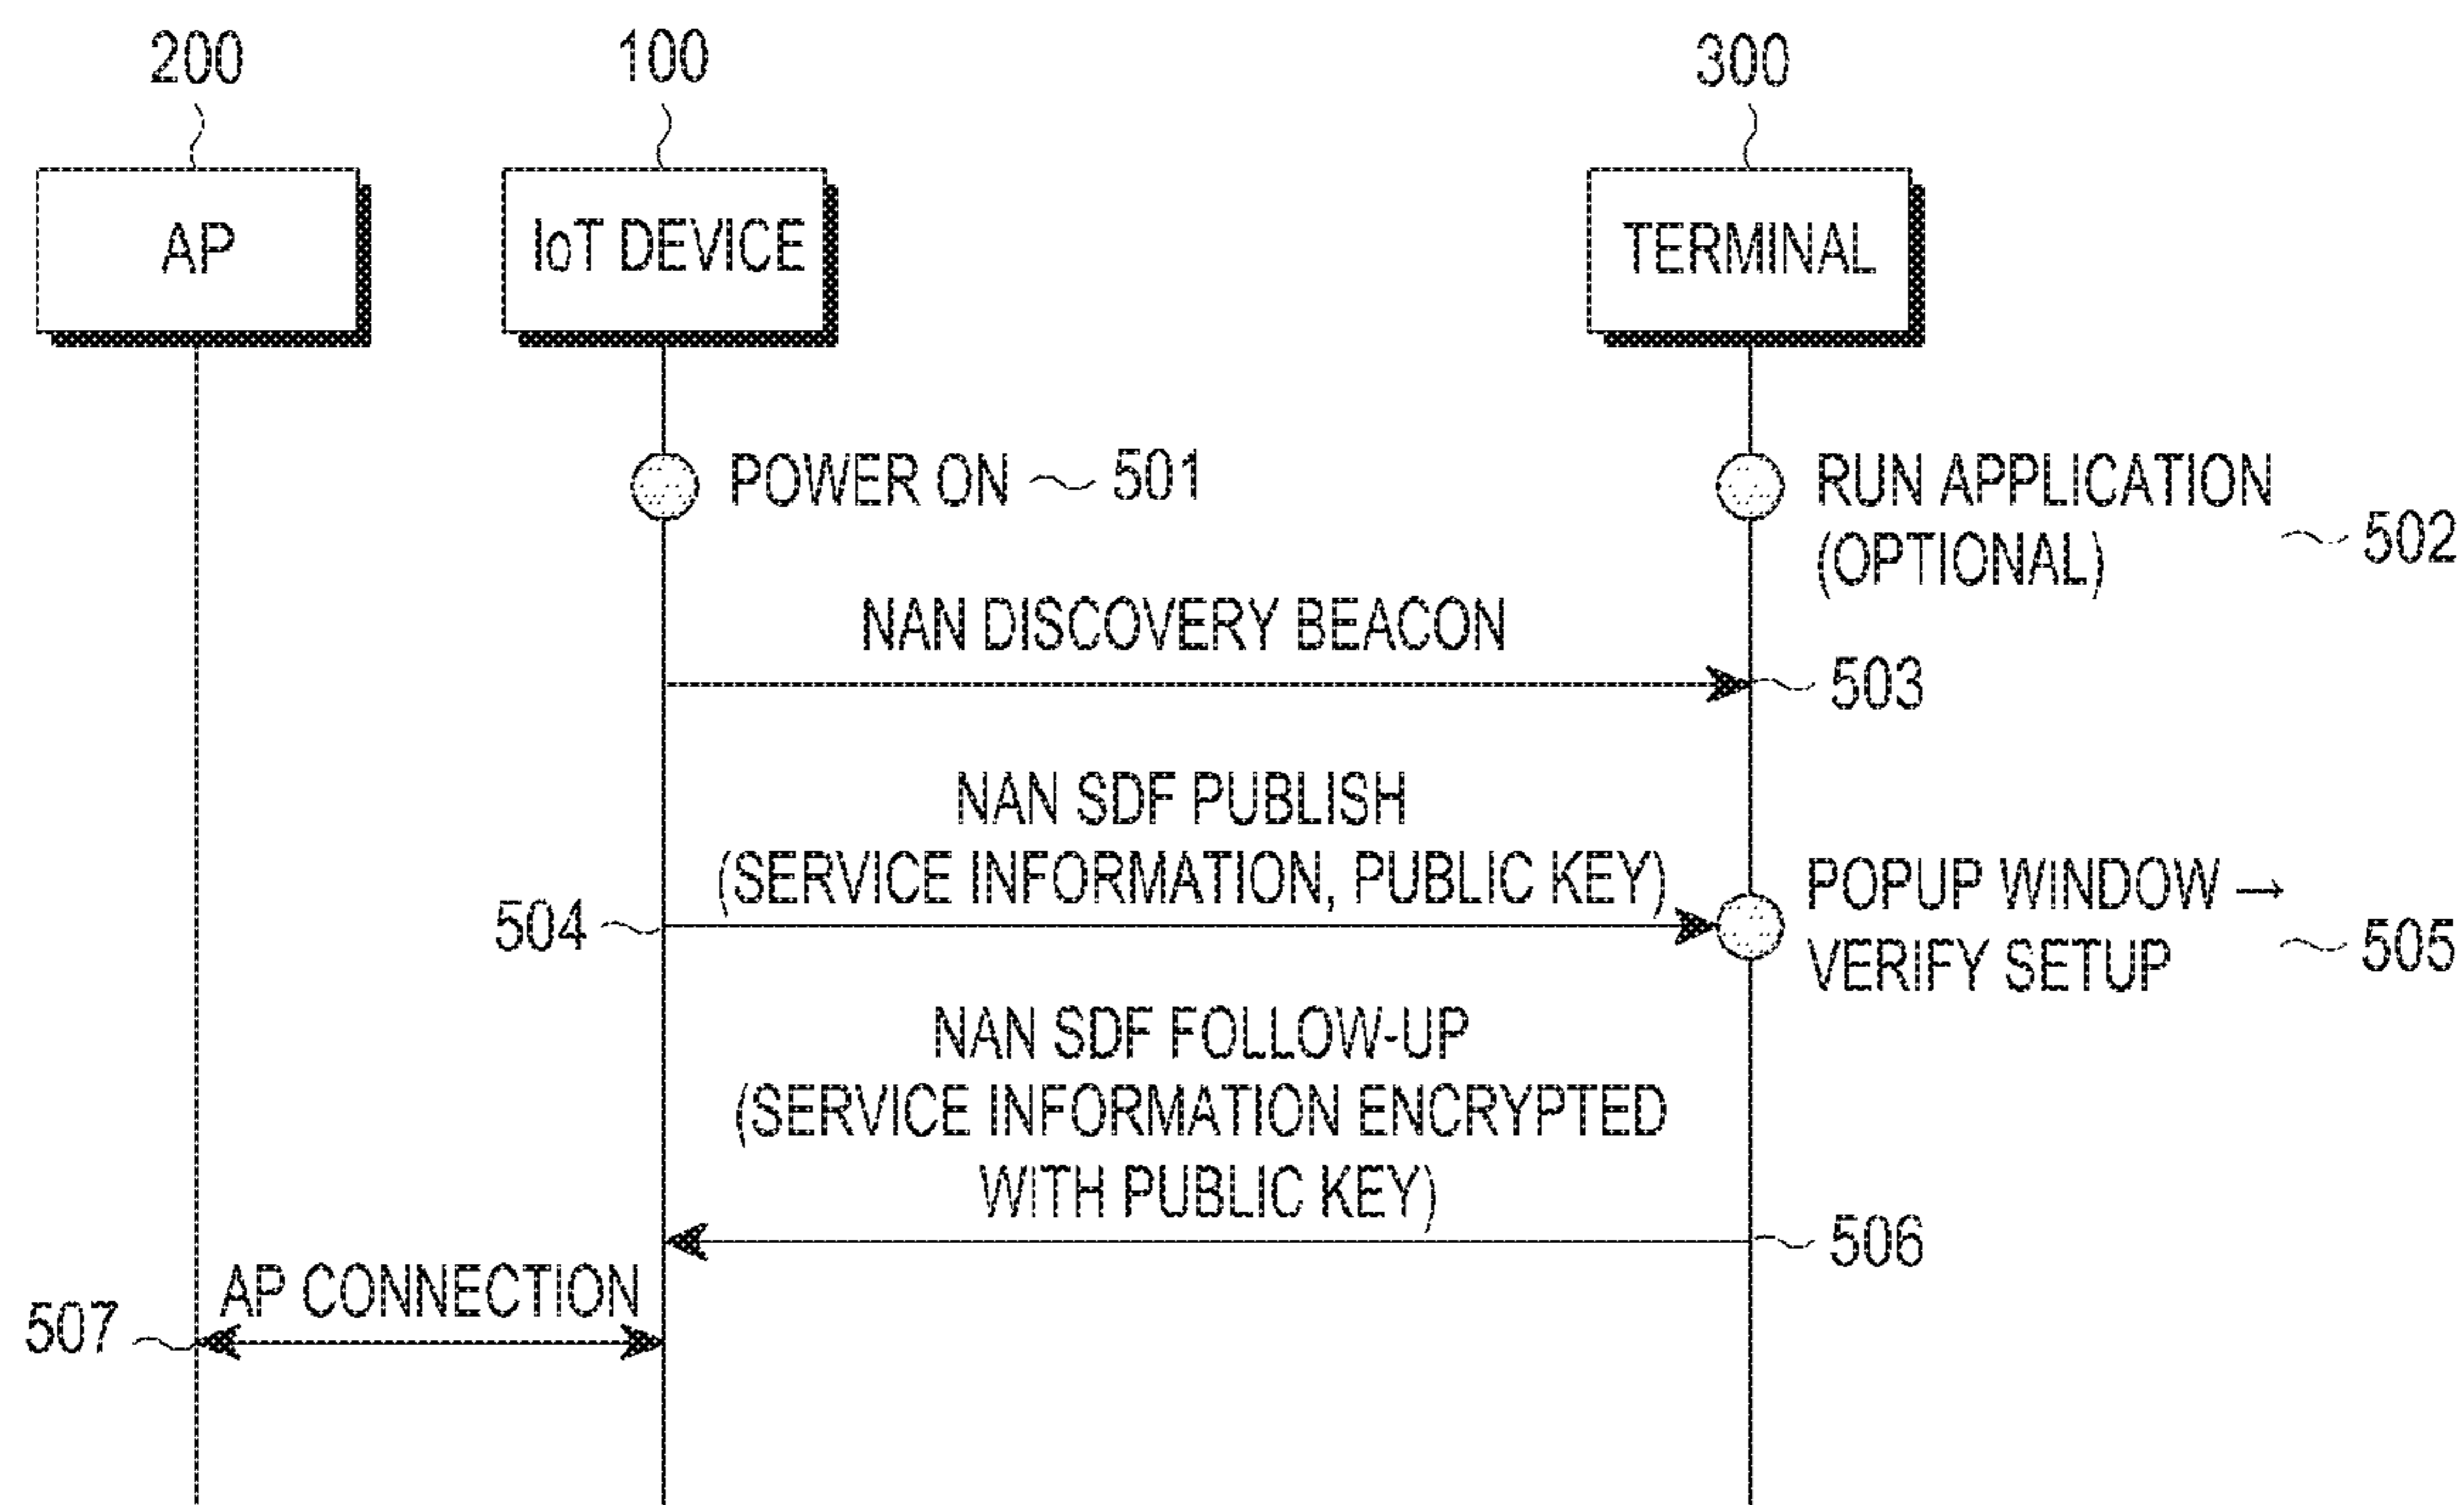 200
100
300
AP
IoT DEVICE
TERMINAL
POWER ON
501
RUN APPLICATION
(OPTIONAL)
502
NAN DISCOVERY BEACON
503
NAN SDF PUBLISH
(SERVICE INFORMATION, PUBLIC KEY)
504
POPUP WINDOW →
VERIFY SETUP
505
NAN SDF FOLLOW-UP
(SERVICE INFORMATION ENCRYPTED
WITH PUBLIC KEY)
506
AP CONNECTION
507